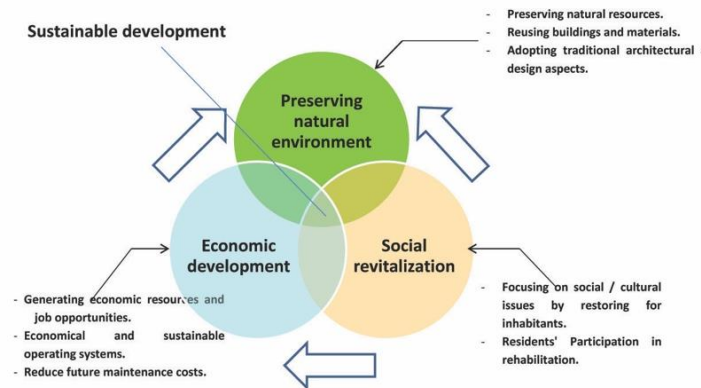 Sustainable development
- Preserving natural resources.
- Reusing buildings and materials.
- Adopting traditional architectural
design aspects.
Preserving
natural
environment
Economic
development
Social
revitalization
- Generating economic resources and
job opportunities.
- Economical and sustainable
operating systems.
- Reduce future maintenance costs.
- Focusing on social / cultural
issues by restoring for
inhabitants.
- Residents' Participation in
rehabilitation.